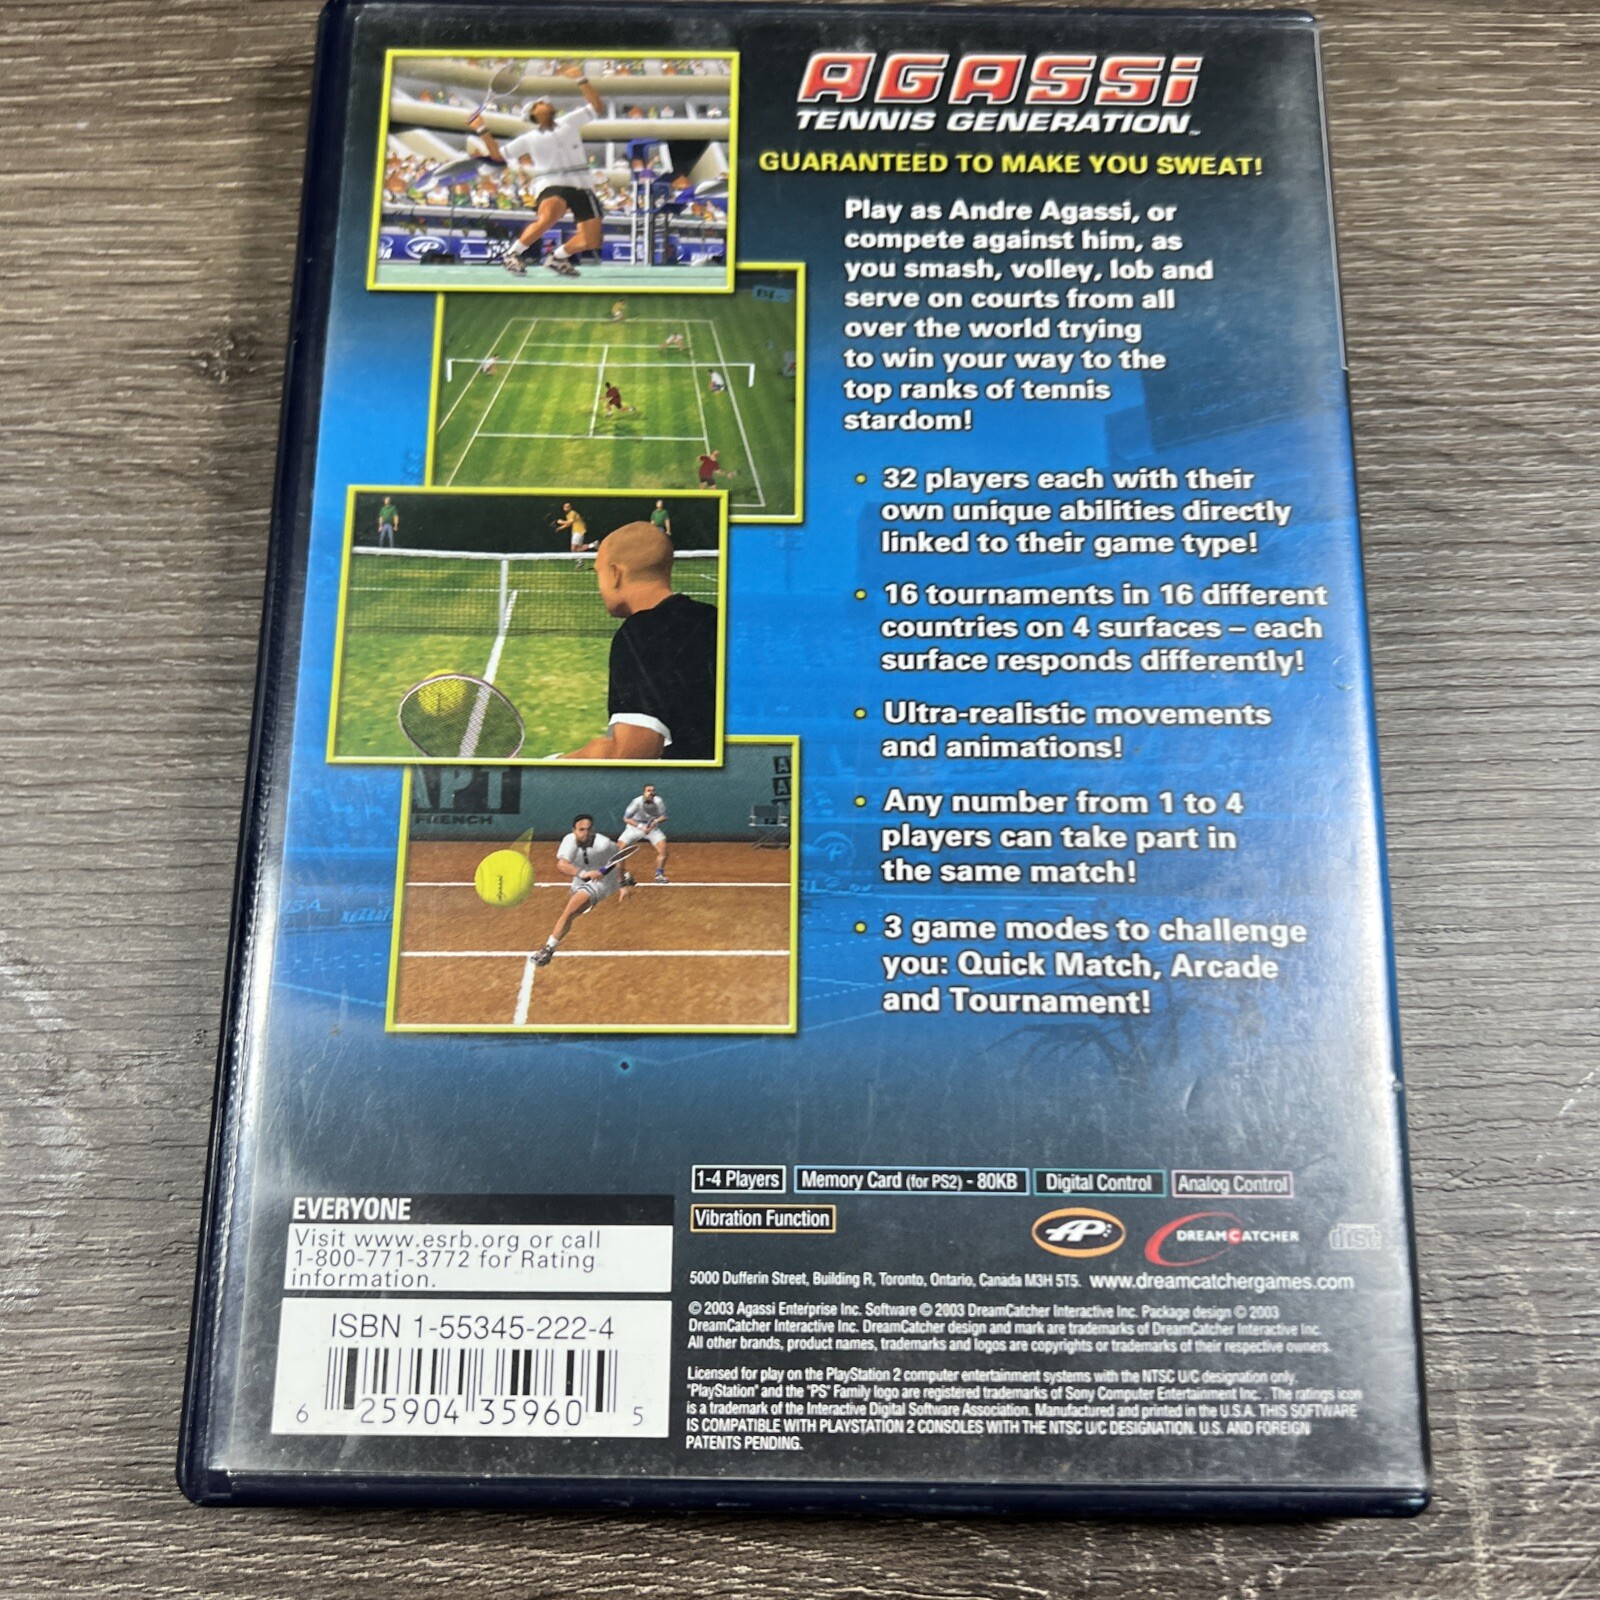 AGASSI
TENNIS GENERATION™
GUARANTEED TO MAKE YOU SWEAT!
Play as Andre Agassi, or
compete against him, as
you smash, volley, lob and
serve on courts from all
over the world trying
to win your way to the
top ranks of tennis
stardom!
• 32 players each with their
own unique abilities directly
linked to their game type!
• 16 tournaments in 16 different
countries on 4 surfaces – each
surface responds differently!
• Ultra-realistic movements
and animations!
• Any number from 1 to 4
players can take part in
the same match!
• 3 game modes to challenge
you: Quick Match, Arcade
and Tournament!
APT
FRENCH
1-4 Players
Memory Card (for PS2) - 80KB
Digital Control
Analog Control
Vibration Function
EVERYONE
Visit www.esrb.org or call
1-800-771-3772 for Rating
information.
AP
DREAMCATCHER
disc
5000 Dufferin Street, Building R, Toronto, Ontario, Canada M3H 5T5. www.dreamcatchergames.com
ISBN 1-55345-222-4
6 25904 35960 5
© 2003 Agassi Enterprise Inc. Software © 2003 DreamCatcher Interactive Inc. Package design © 2003
DreamCatcher Interactive Inc. DreamCatcher design and mark are trademarks of DreamCatcher Interactive Inc.
All other brands, product names, trademarks and logos are copyrights or trademarks of their respective owners.
Licensed for play on the PlayStation 2 computer entertainment systems with the NTSC U/C designation only.
"PlayStation" and the "PS" Family logo are registered trademarks of Sony Computer Entertainment Inc. . The ratings icon
is a trademark of the Interactive Digital Software Association. Manufactured and printed in the U.S.A. THIS SOFTWARE
IS COMPATIBLE WITH PLAYSTATION 2 CONSOLES WITH THE NTSC U/C DESIGNATION. U.S. AND FOREIGN
PATENTS PENDING.